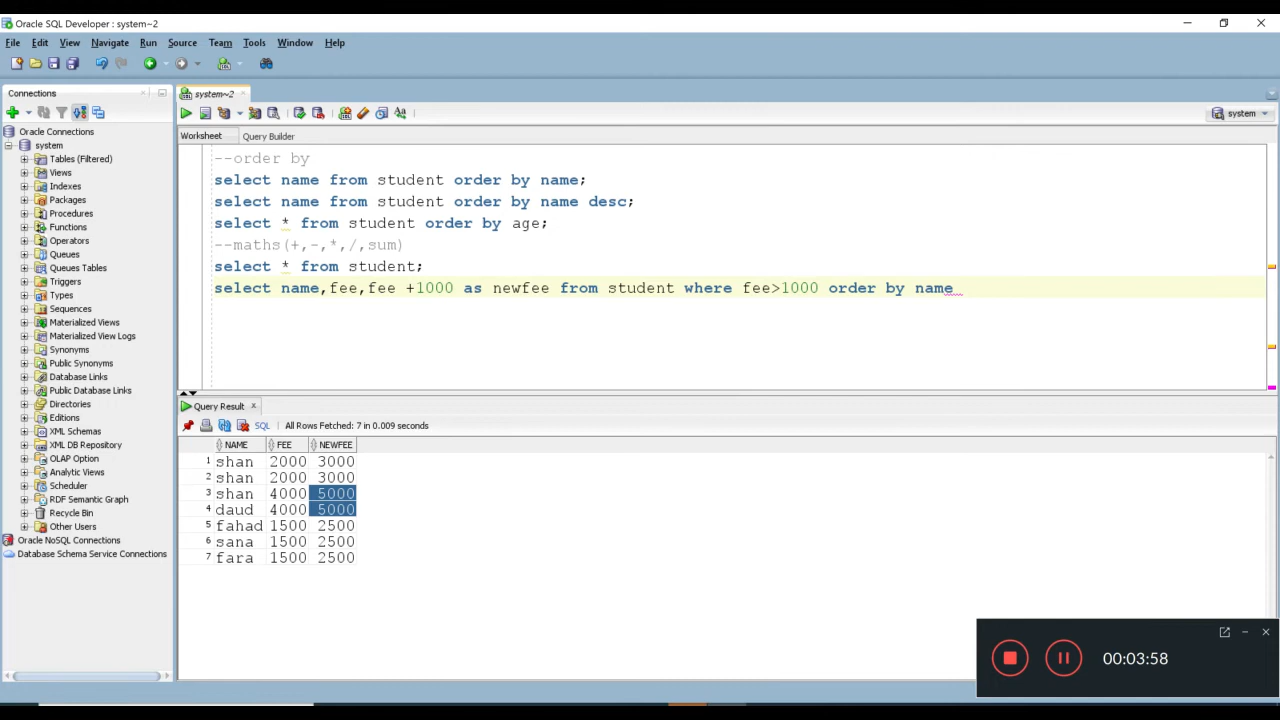 Oracle SQL Developer : system~2
File Edit View Navigate Run Source Team Tools Window Help
Connections
system~2
system
Oracle Connections
system
Tables (Filtered)
Views
Indexes
Packages
Procedures
Functions
Operators
Queues
Queues Tables
Triggers
Types
Sequences
Materialized Views
Materialized View Logs
Synonyms
Public Synonyms
Database Links
Public Database Links
Directories
Editions
XML Schemas
XML DB Repository
OLAP Option
Analytic Views
Scheduler
RDF Semantic Graph
Recycle Bin
Other Users
Oracle NoSQL Connections
Database Schema Service Connections
Worksheet Query Builder
--order by
select name from student order by name;
select name from student order by name desc;
select * from student order by age;
--maths(+,-,*,/,sum)
select * from student;
select name,fee,fee +1000 as newfee from student where fee>1000 order by name
Query Result
SQL All Rows Fetched: 7 in 0.009 seconds
NAME FEE NEWFEE
1 shan 2000 3000
2 shan 2000 3000
3 shan 4000 5000
4 daud 4000 5000
5 fahad 1500 2500
6 sana 1500 2500
7 fara 1500 2500
00:03:58